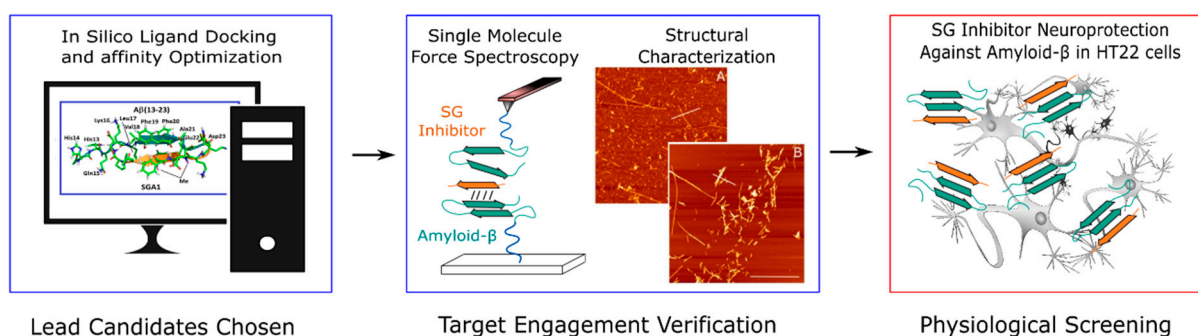 In Silico Ligand Docking
and affinity Optimization
Aβ(13-23)
Lys16
Leu17
Val18
Phe19
Phe20
Ala21
Glu22
Asp23
His14
His13
Gln15
Me
SGA1
Single Molecule
Force Spectroscopy
SG
Inhibitor
Amyloid-β
Structural
Characterization
A
B
SG Inhibitor Neuroprotection
Against Amyloid-β in HT22 cells
Lead Candidates Chosen
Target Engagement Verification
Physiological Screening